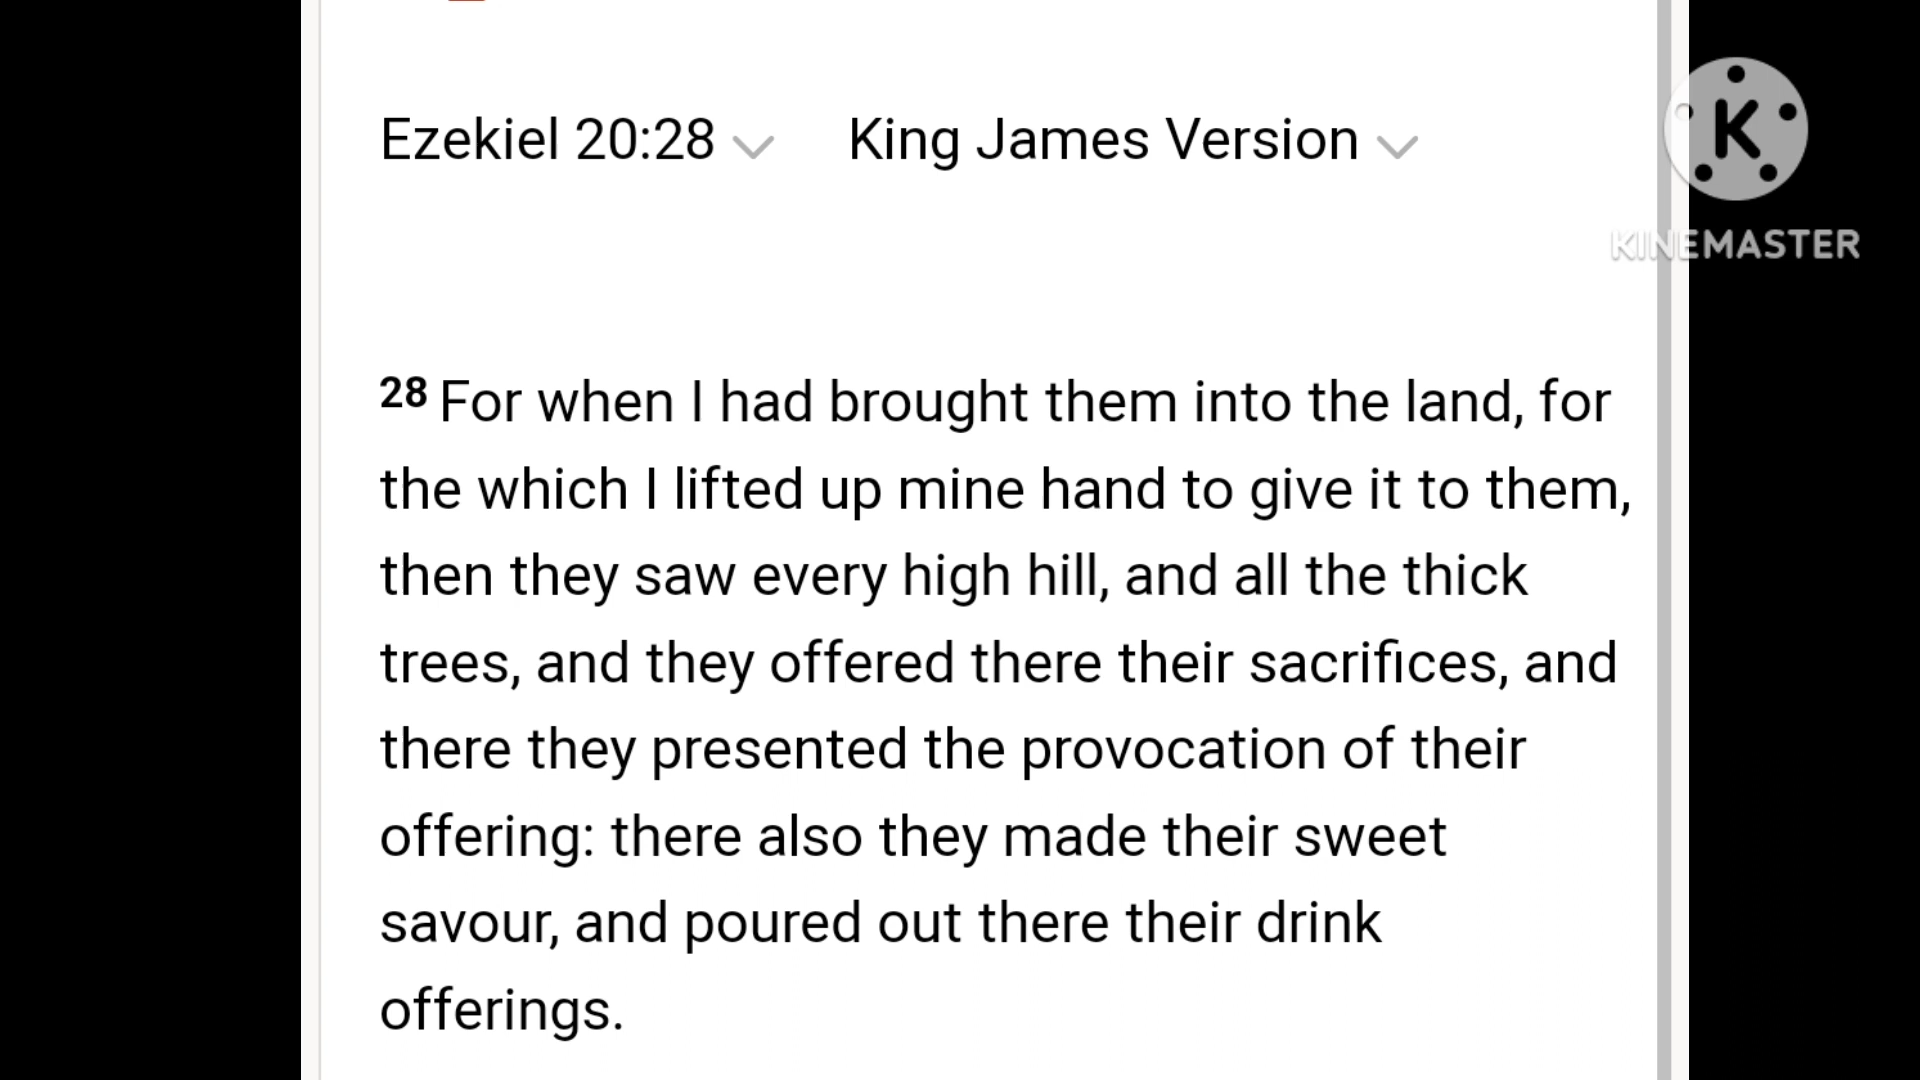 Ezekiel 20:28 King James Version
K
KINEMASTER
28 For when I had brought them into the land, for
the which I lifted up mine hand to give it to them,
then they saw every high hill, and all the thick
trees, and they offered there their sacrifices, and
there they presented the provocation of their
offering: there also they made their sweet
savour, and poured out there their drink
offerings.